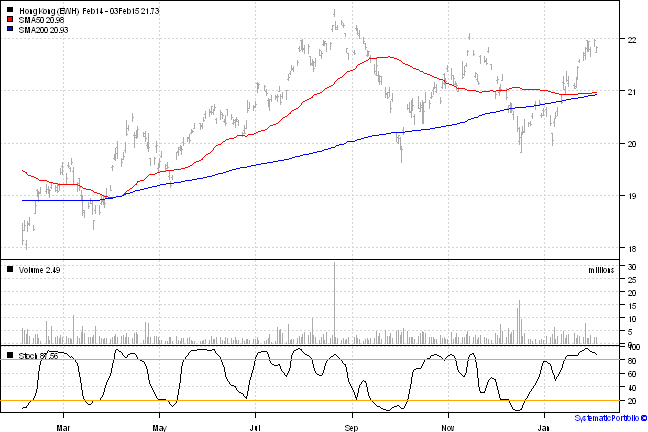 Hong Kong (EWH) Feb14 - 03Feb15 21.73
SMA50 20.98
SMA200 20.93
22
21
20
19
18
Volume 2.49
millions
30
25
20
15
10
5
0
Stoch 87.56
100
80
60
40
20
Mar May Jul Sep Nov Jan
SystematicPortfolio ©